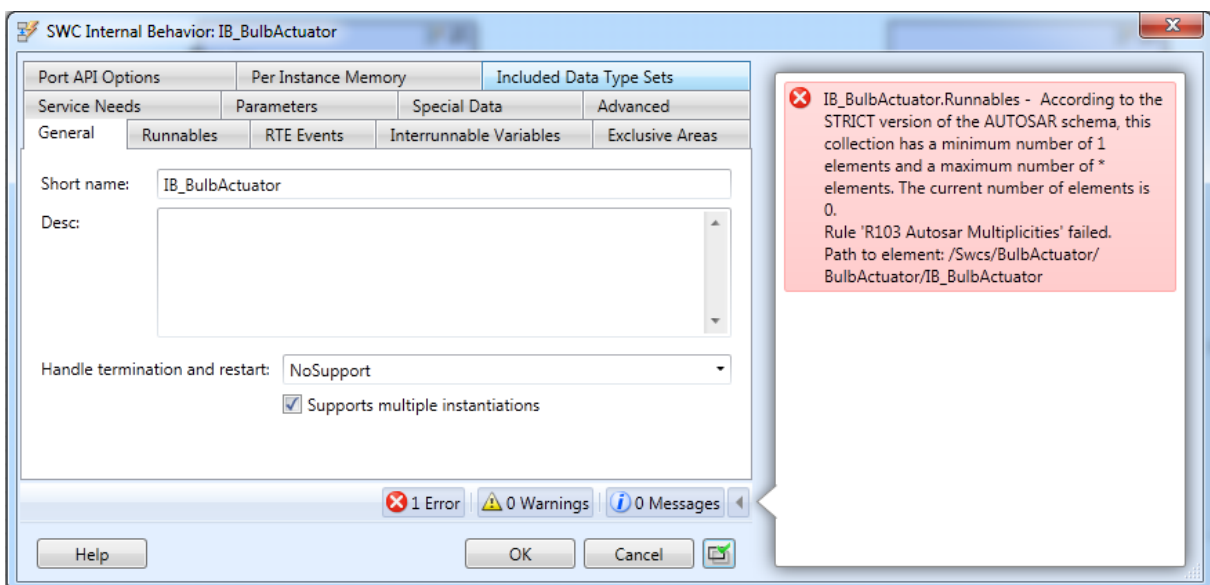 SWC Internal Behavior: IB_BulbActuator
Port API Options
Per Instance Memory
Included Data Type Sets
Service Needs
Parameters
Special Data
Advanced
General
Runnables
RTE Events
Interrunnable Variables
Exclusive Areas
Short name:
IB_BulbActuator
Desc:
Handle termination and restart:
NoSupport
Supports multiple instantiations
1 Error
0 Warnings
0 Messages
Help
OK
Cancel
IB_BulbActuator.Runnables - According to the
STRICT version of the AUTOSAR schema, this
collection has a minimum number of 1
elements and a maximum number of *
elements. The current number of elements is
0.
Rule 'R103 Autosar Multiplicities' failed.
Path to element: /Swcs/BulbActuator/
BulbActuator/IB_BulbActuator